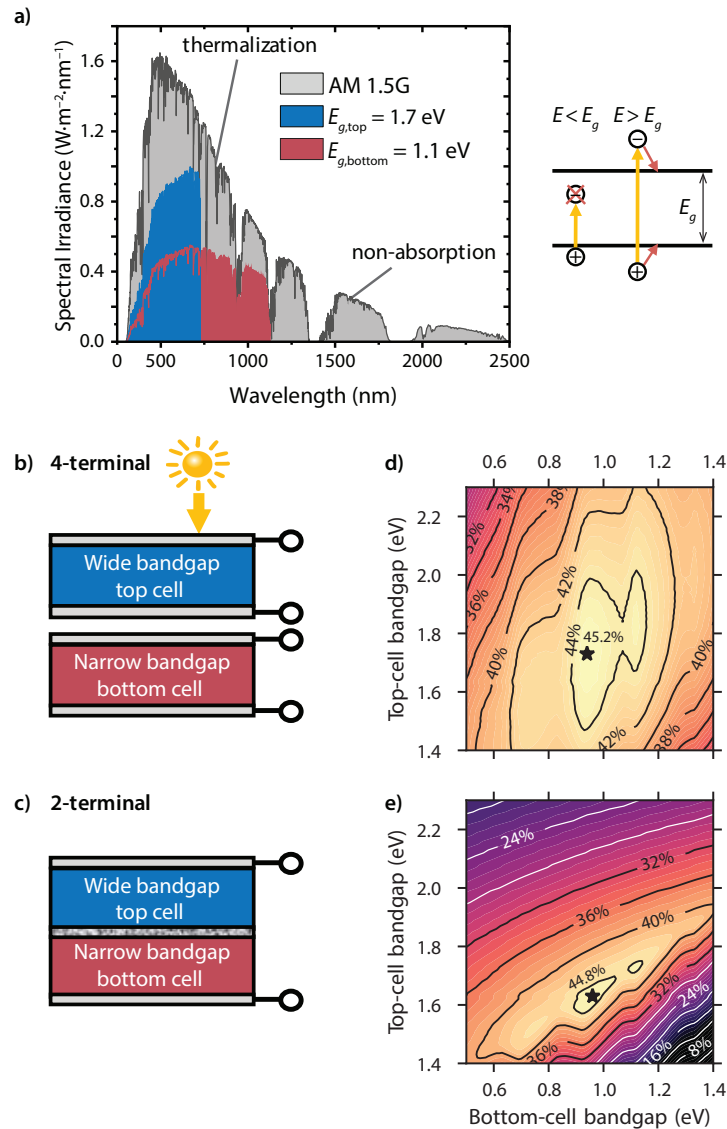 a)
Spectral Irradiance (W·m⁻²·nm⁻¹)
1.6
1.2
0.8
0.4
0.0
0 500 1000 1500 2000 2500
Wavelength (nm)
thermalization
AM 1.5G
E_g,top = 1.7 eV
E_g,bottom = 1.1 eV
non-absorption
E < E_g E > E_g
−
−
E_g
+
+
b) 4-terminal
Wide bandgap
top cell
Narrow bandgap
bottom cell
d)
0.6 0.8 1.0 1.2 1.4
Top-cell bandgap (eV)
2.2
2.0
1.8
1.6
1.4
32%
34%
36%
38%
40%
42%
44%
45.2%
42%
40%
38%
c) 2-terminal
Wide bandgap
top cell
Narrow bandgap
bottom cell
e)
Top-cell bandgap (eV)
2.2
2.0
1.8
1.6
1.4
24%
32%
36%
40%
44.8%
36%
32%
24%
16%
8%
0.6 0.8 1.0 1.2 1.4
Bottom-cell bandgap (eV)